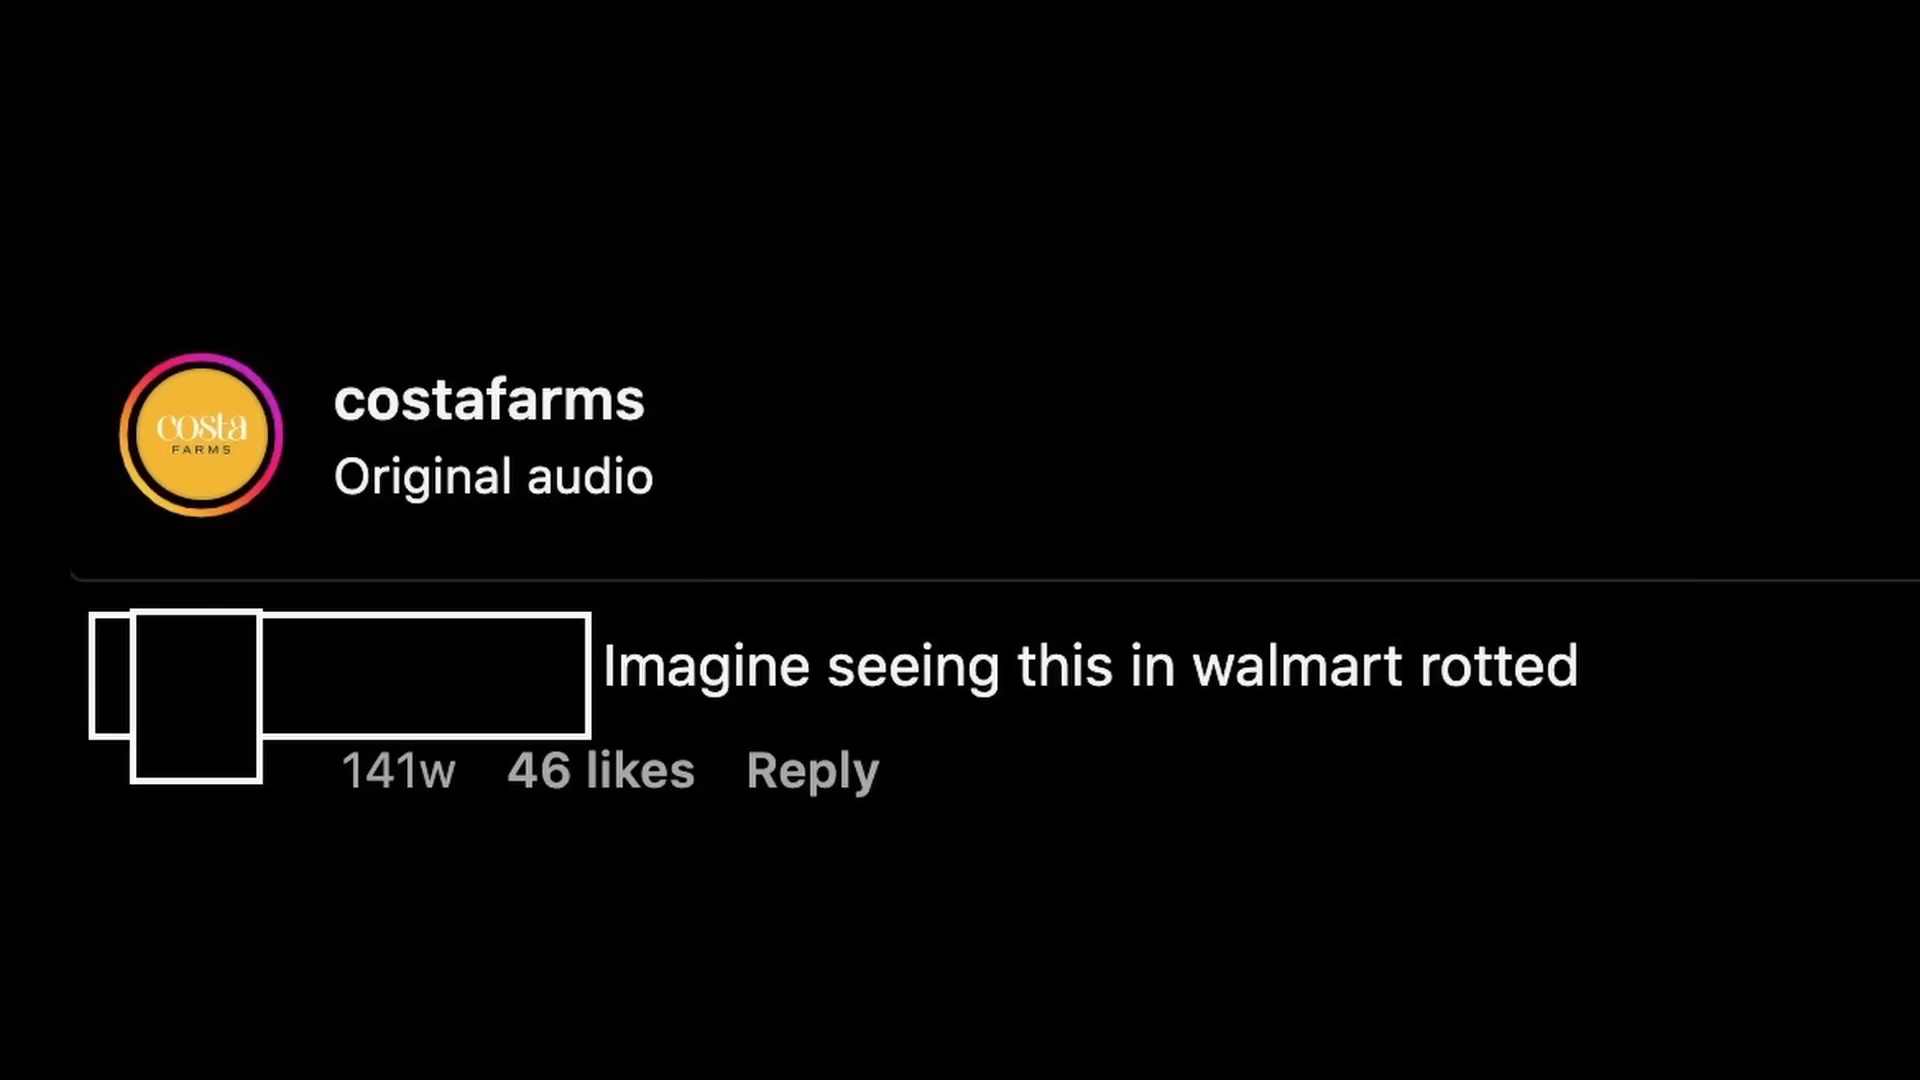 costa
FARMS
costafarms
Original audio
Imagine seeing this in walmart rotted
141w 46 likes Reply